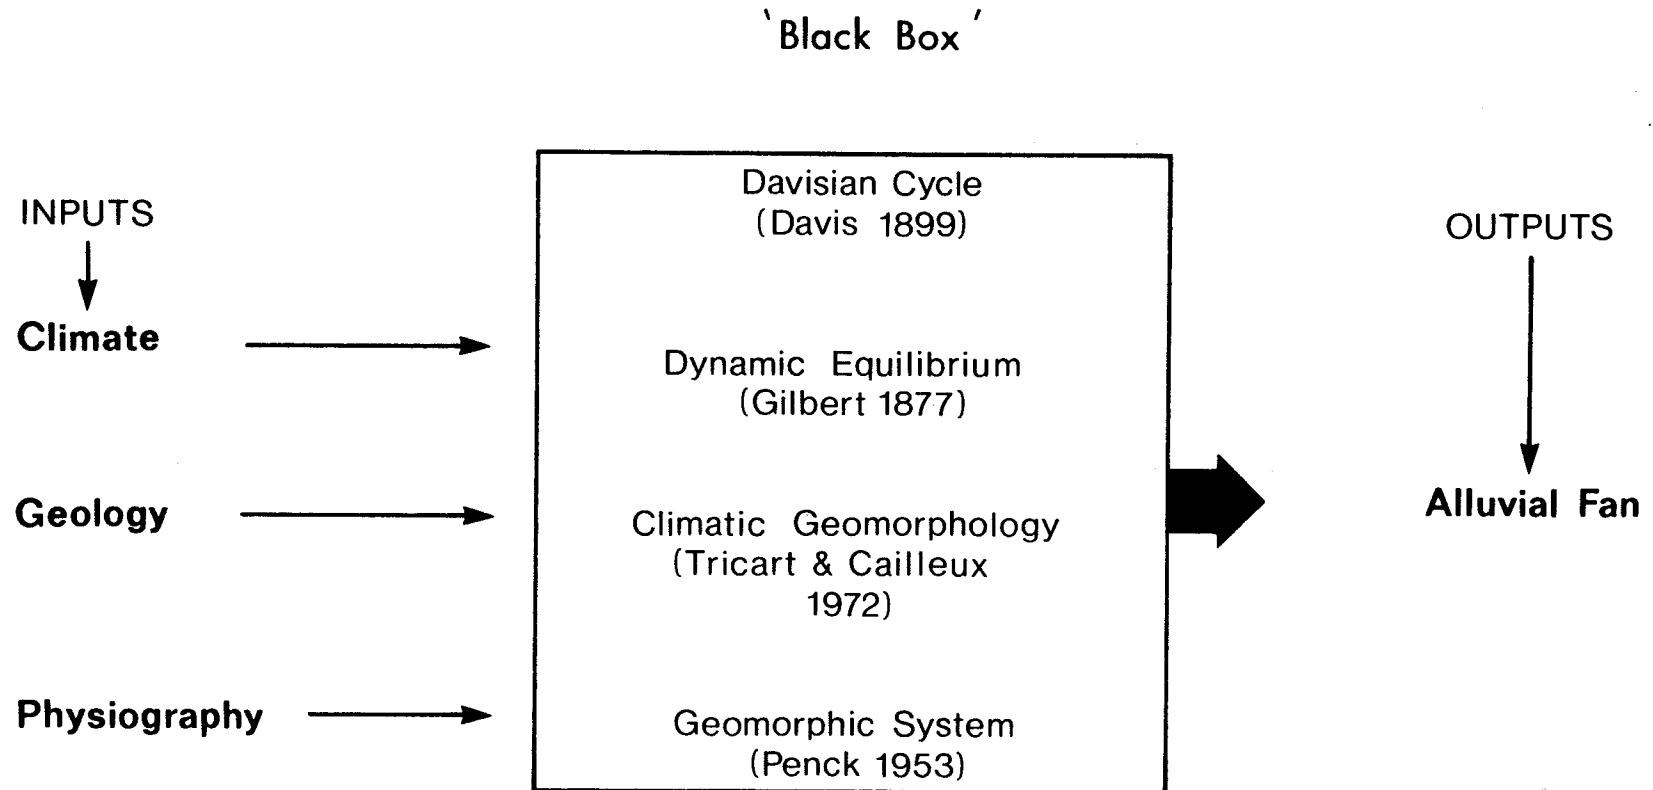 'Black Box'
INPUTS
Climate
Geology
Physiography
Davisian Cycle
(Davis 1899)
Dynamic Equilibrium
(Gilbert 1877)
Climatic Geomorphology
(Tricart & Cailleux
1972)
Geomorphic System
(Penck 1953)
OUTPUTS
Alluvial Fan